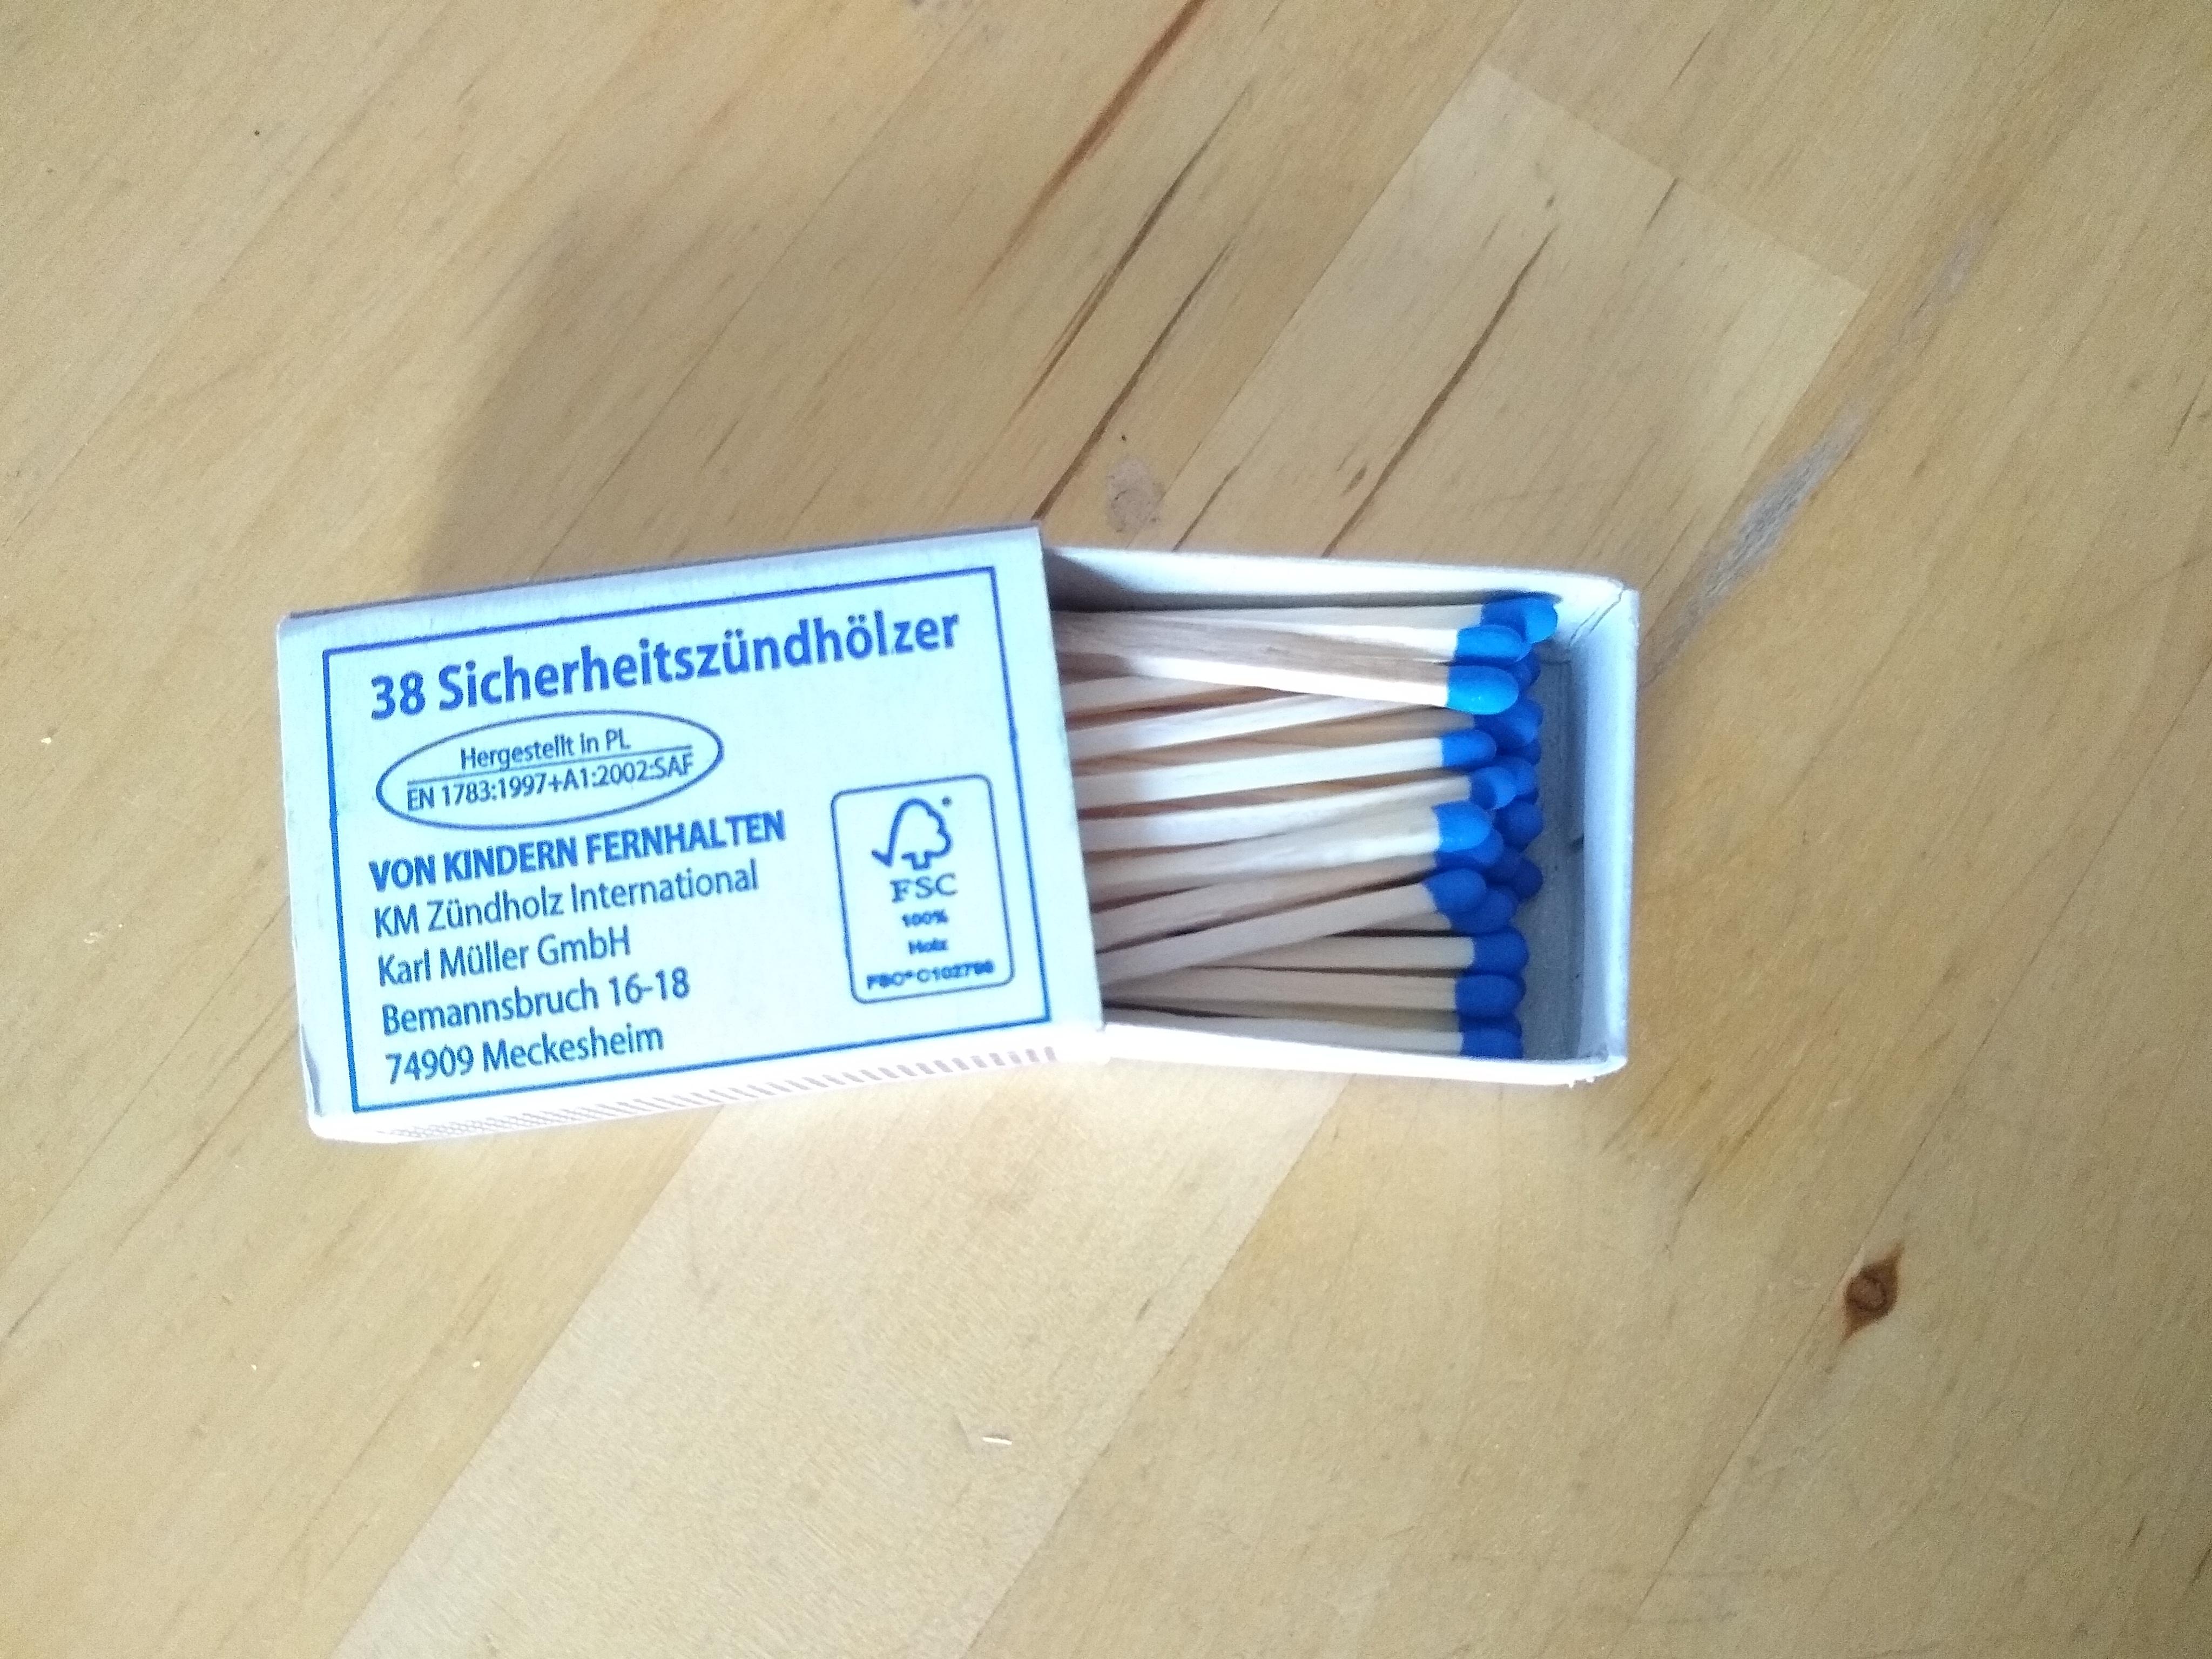 38 Sicherheitszündhölzer
Hergestellt in PL
EN 1783:1997+A1:2002:SAF
VON KINDERN FERNHALTEN
KM Zündholz International
Karl Müller GmbH
Bemannsbruch 16-18
74909 Meckesheim
FSC
100%
Holz